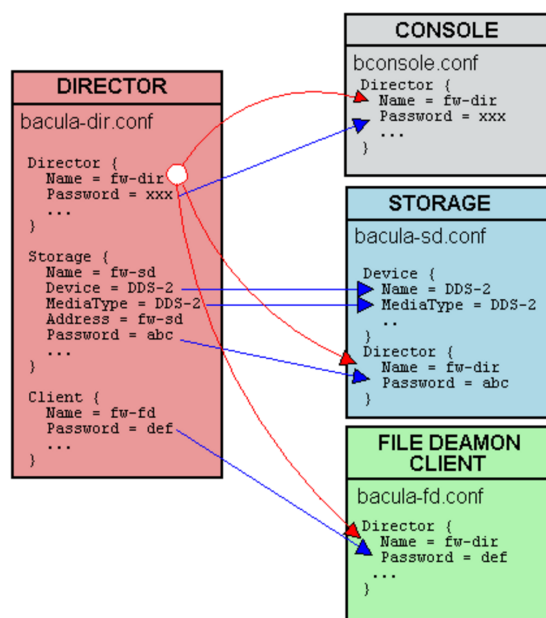 DIRECTOR
bacula-dir.conf
Director {
Name = fw-dir
Password = xxx
...
}
Storage {
Name = fw-sd
Device = DDS-2
MediaType = DDS-2
Address = fw-sd
Password = abc
...
}
Client {
Name = fw-fd
Password = def
...
}
CONSOLE
bconsole.conf
Director {
Name = fw-dir
Password = xxx
...
}
STORAGE
bacula-sd.conf
Device {
Name = DDS-2
MediaType = DDS-2
..
}
Director {
Name = fw-dir
Password = abc
}
FILE DEAMON
CLIENT
bacula-fd.conf
Director {
Name = fw-dir
Password = def
...
}